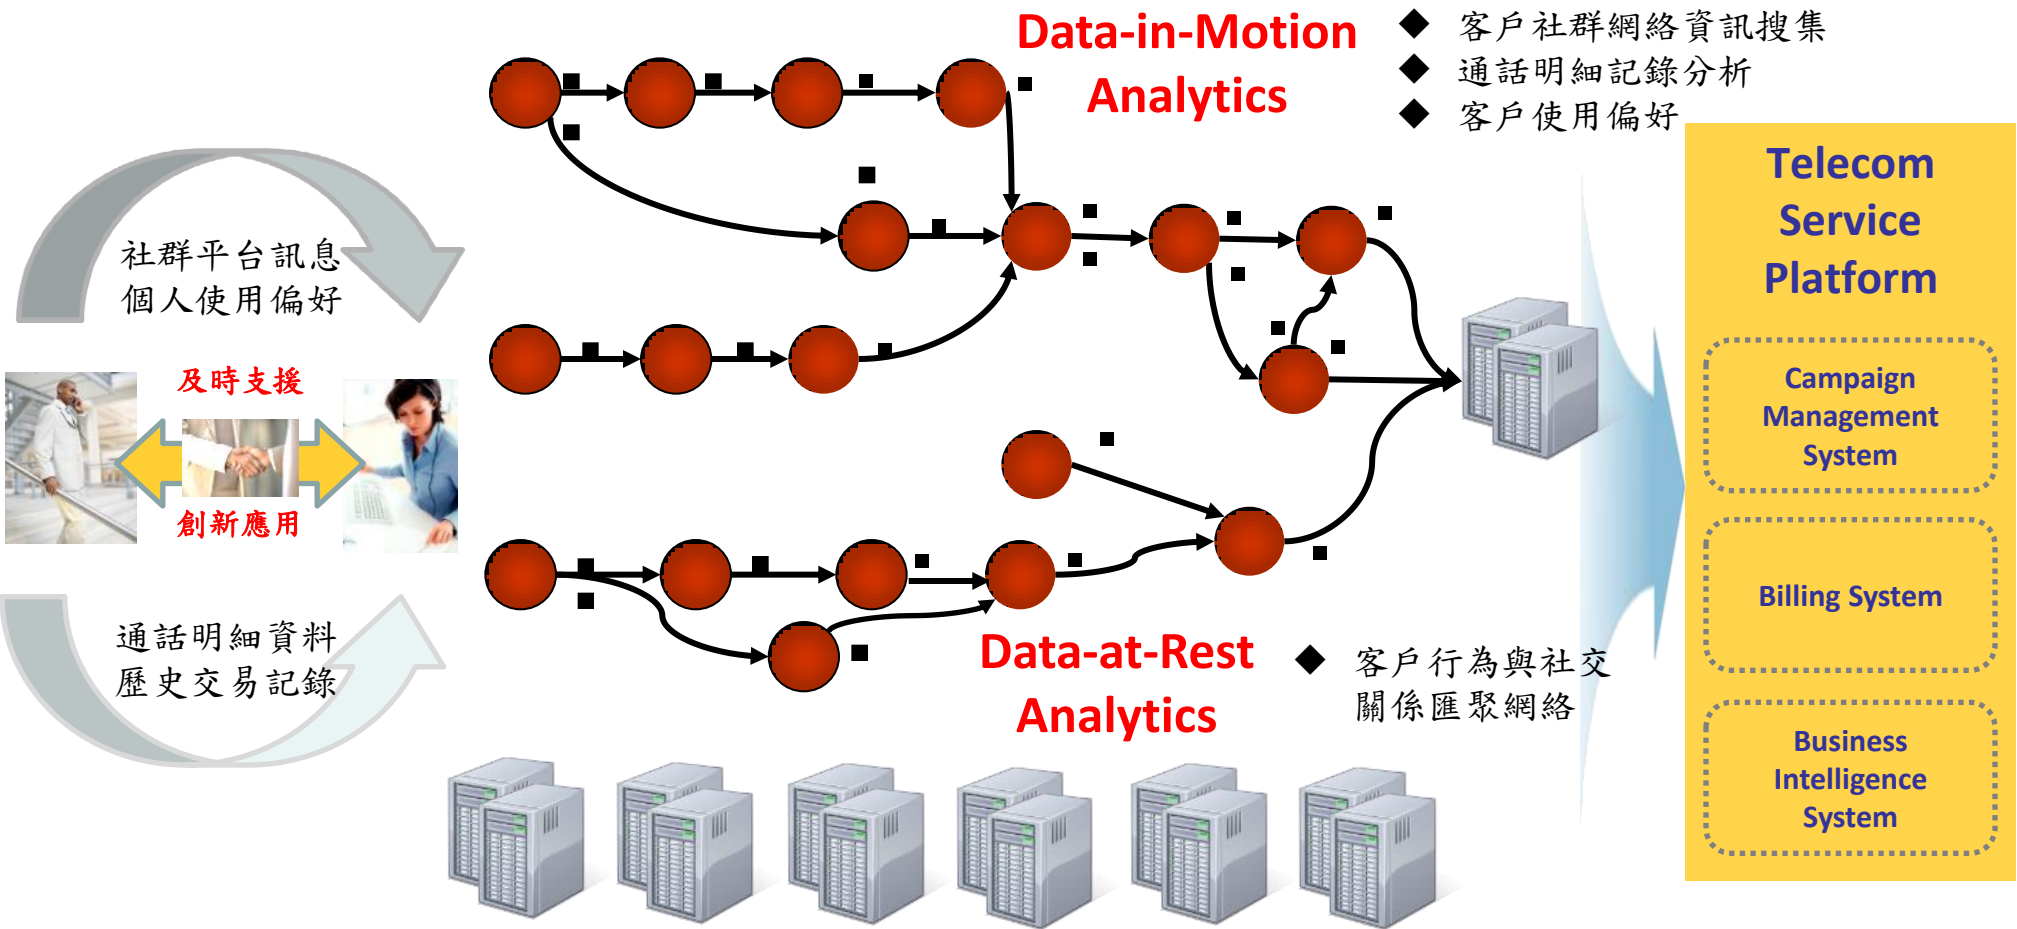 Data-in-Motion
Analytics
客戶社群網絡資訊搜集
通話明細記錄分析
客戶使用偏好
社群平台訊息
個人使用偏好
及時支援
創新應用
通話明細資料
歷史交易記錄
Data-at-Rest
Analytics
客戶行為與社交
關係匯聚網絡
Telecom
Service
Platform
Campaign
Management
System
Billing System
Business
Intelligence
System